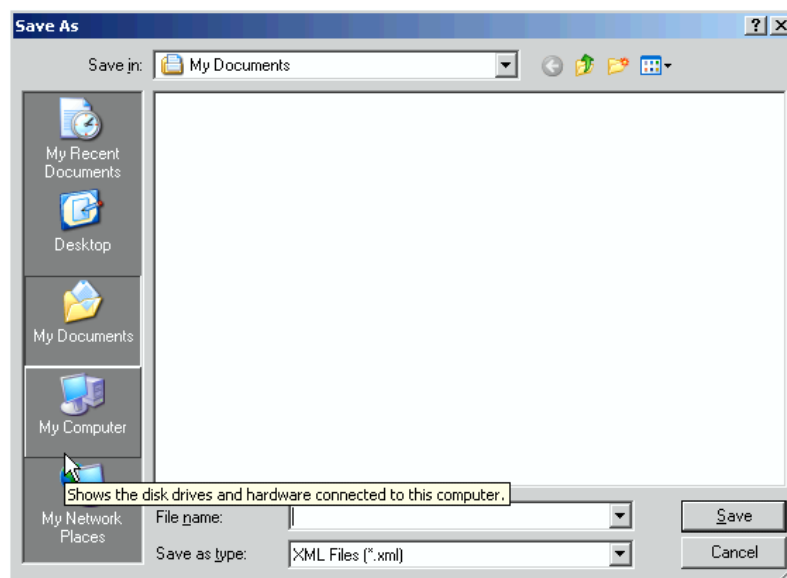 Save As
Save in:
My Documents
My Recent
Documents
Desktop
My Documents
My Computer
Shows the disk drives and hardware connected to this computer.
My Network
Places
File name:
Save
Save as type:
XML Files (*.xml)
Cancel